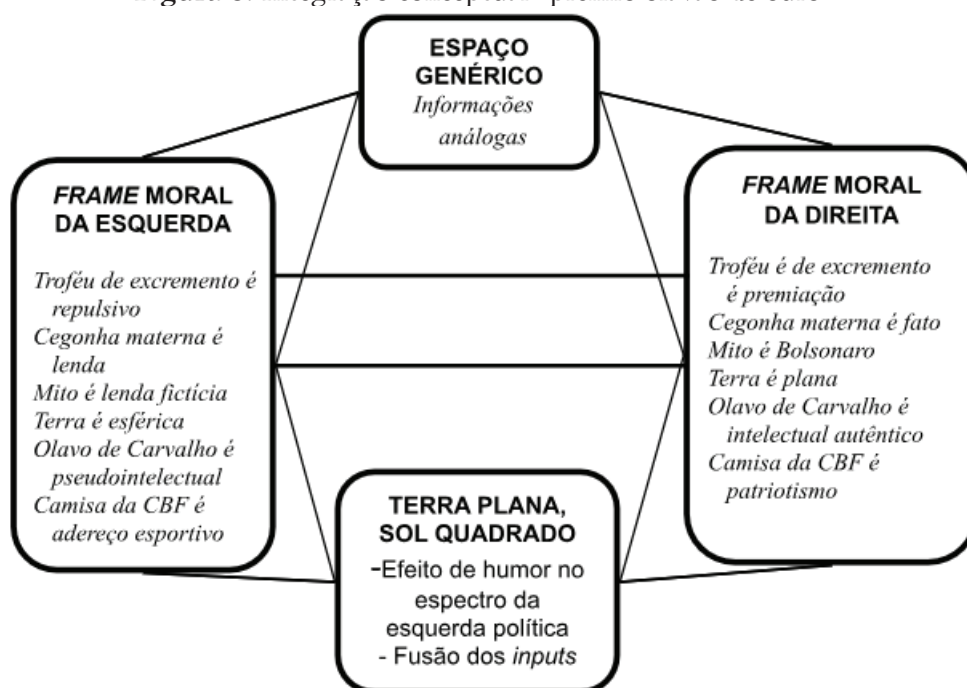 ESPAÇO
GENÉRICO
Informações
análogas
FRAME MORAL
DA ESQUERDA
Troféu de excremento é
repulsivo
Cegonha materna é
lenda
Mito é lenda fictícia
Terra é esférica
Olavo de Carvalho é
pseudointelectual
Camisa da CBF é
adereço esportivo
FRAME MORAL
DA DIREITA
Troféu é de excremento
é premiação
Cegonha materna é fato
Mito é Bolsonaro
Terra é plana
Olavo de Carvalho é
intelectual autêntico
Camisa da CBF é
patriotismo
TERRA PLANA,
SOL QUADRADO
-Efeito de humor no
espectro da
esquerda política
- Fusão dos inputs